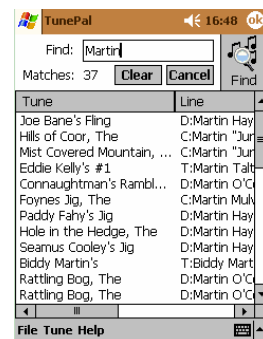 TunePal 16:48 ok
Find: Martin
Matches: 37 Clear Cancel Find
Tune Line
Joe Bane's Fling D:Martin Hay
Hills of Coor, The C:Martin "Jur
Mist Covered Mountain, ... C:Martin "Jur
Eddie Kelly's #1 T:Martin Talt
Connaughtman's Rambl... D:Martin O'C
Foynes Jig, The C:Martin Mulv
Paddy Fahy's Jig D:Martin Hay
Hole in the Hedge, The D:Martin Hay
Seamus Cooley's Jig D:Martin Hay
Biddy Martin's T:Biddy Mart
Rattling Bog, The D:Martin O'C
Rattling Bog, The D:Martin O'C
File Tune Help